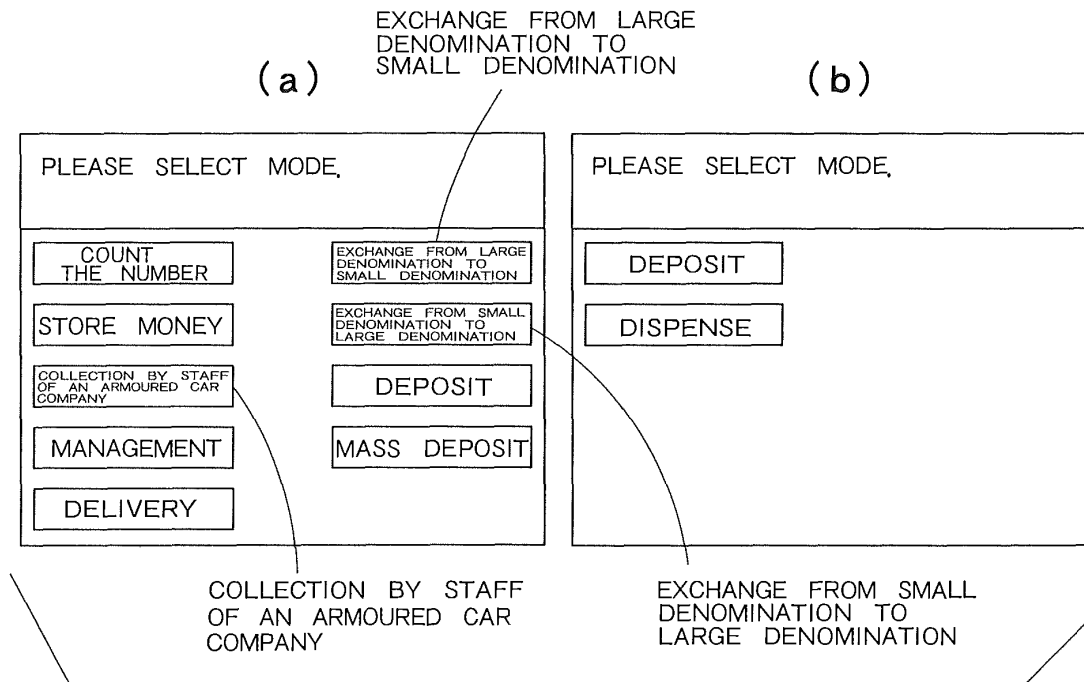 EXCHANGE FROM LARGE
DENOMINATION TO
SMALL DENOMINATION
(a)
(b)
PLEASE SELECT MODE.
COUNT
THE NUMBER
STORE MONEY
COLLECTION BY STAFF
OF AN ARMOURED CAR
COMPANY
MANAGEMENT
DELIVERY
EXCHANGE FROM LARGE
DENOMINATION TO
SMALL DENOMINATION
EXCHANGE FROM SMALL
DENOMINATION TO
LARGE DENOMINATION
DEPOSIT
MASS DEPOSIT
PLEASE SELECT MODE.
DEPOSIT
DISPENSE
COLLECTION BY STAFF
OF AN ARMOURED CAR
COMPANY
EXCHANGE FROM SMALL
DENOMINATION TO
LARGE DENOMINATION